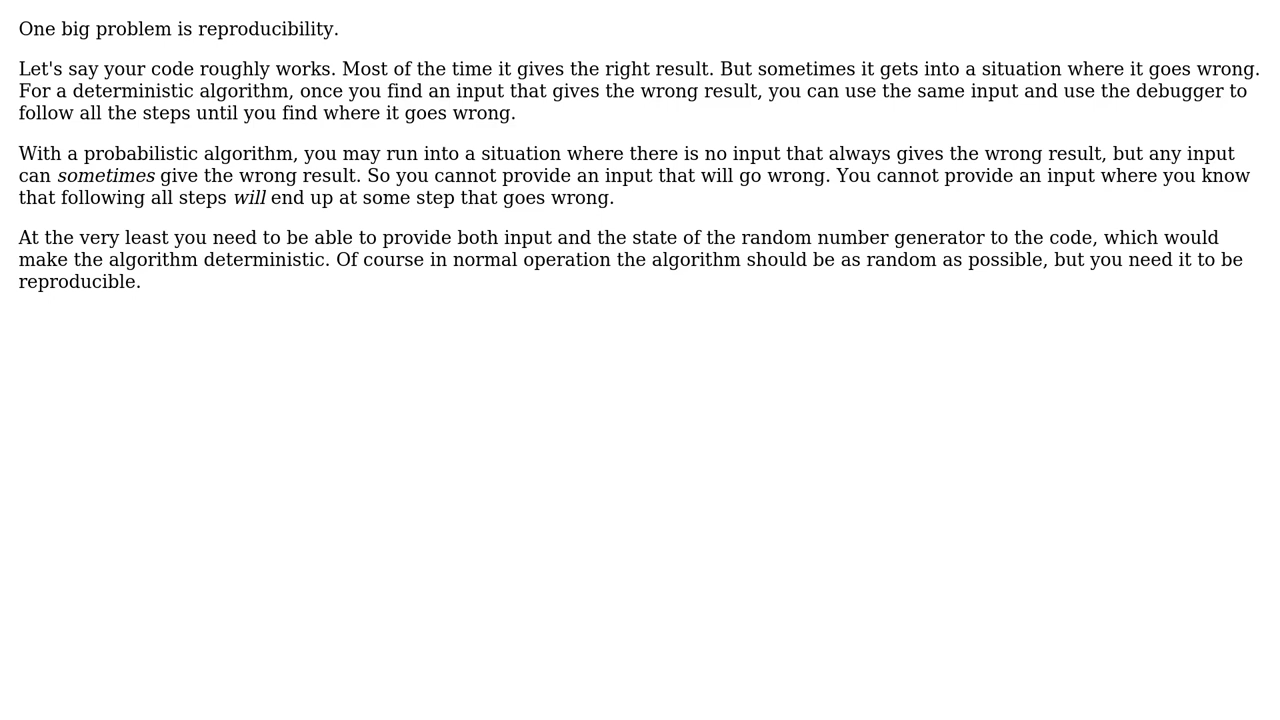 One big problem is reproducibility.
Let's say your code roughly works. Most of the time it gives the right result. But sometimes it gets into a situation where it goes wrong.
For a deterministic algorithm, once you find an input that gives the wrong result, you can use the same input and use the debugger to
follow all the steps until you find where it goes wrong.
With a probabilistic algorithm, you may run into a situation where there is no input that always gives the wrong result, but any input
can sometimes give the wrong result. So you cannot provide an input that will go wrong. You cannot provide an input where you know
that following all steps will end up at some step that goes wrong.
At the very least you need to be able to provide both input and the state of the random number generator to the code, which would
make the algorithm deterministic. Of course in normal operation the algorithm should be as random as possible, but you need it to be
reproducible.